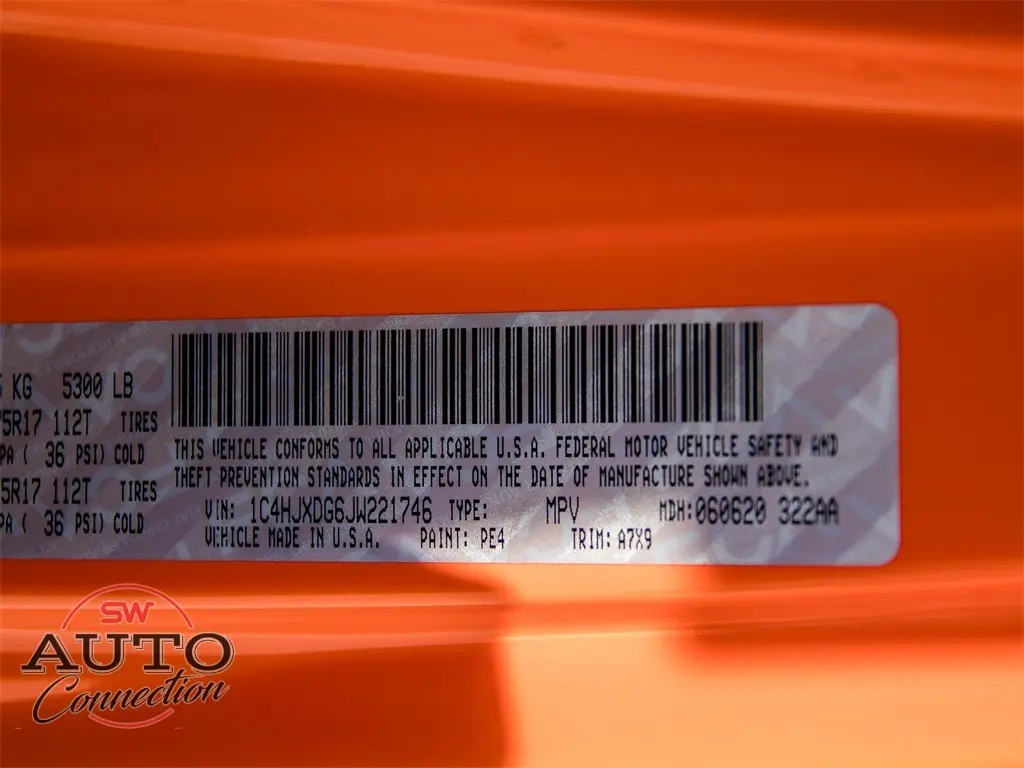 KG 5300 LB
5R17 112T TIRES
PA ( 36 PSI) COLD
5R17 112T TIRES
PA ( 36 PSI) COLD
THIS VEHICLE CONFORMS TO ALL APPLICABLE U.S.A. FEDERAL MOTOR VEHICLE SAFETY AND
THEFT PREVENTION STANDARDS IN EFFECT ON THE DATE OF MANUFACTURE SHOWN ABOVE.
VIN: 1C4HJXDG6JW221746 TYPE: MPV MDH: 060620 322AA
VEHICLE MADE IN U.S.A. PAINT: PE4 TRIM: A7X9
SW
AUTO
Connection